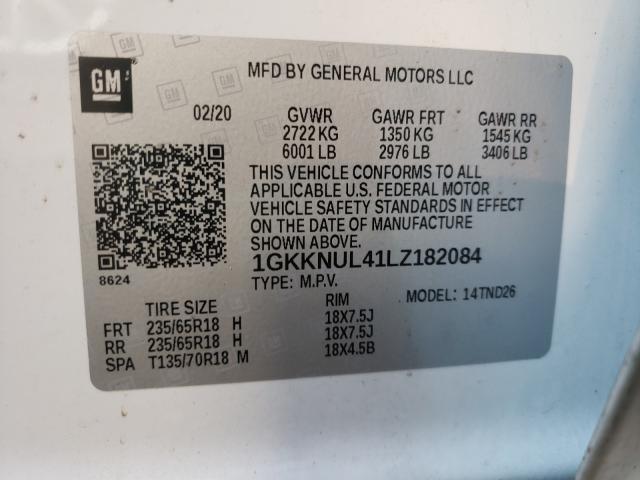 GM
MFD BY GENERAL MOTORS LLC
02/20 GVWR GAWR FRT GAWR RR
2722 KG 1350 KG 1545 KG
6001 LB 2976 LB 3406 LB
THIS VEHICLE CONFORMS TO ALL
APPLICABLE U.S. FEDERAL MOTOR
VEHICLE SAFETY STANDARDS IN EFFECT
ON THE DATE OF MANUFACTURE
SHOWN ABOVE.
1GKKNUL41LZ182084
8624
TYPE: M.P.V. MODEL: 14TND26
TIRE SIZE RIM
FRT 235/65R18 H 18X7.5J
RR 235/65R18 H 18X7.5J
SPA T135/70R18 M 18X4.5B